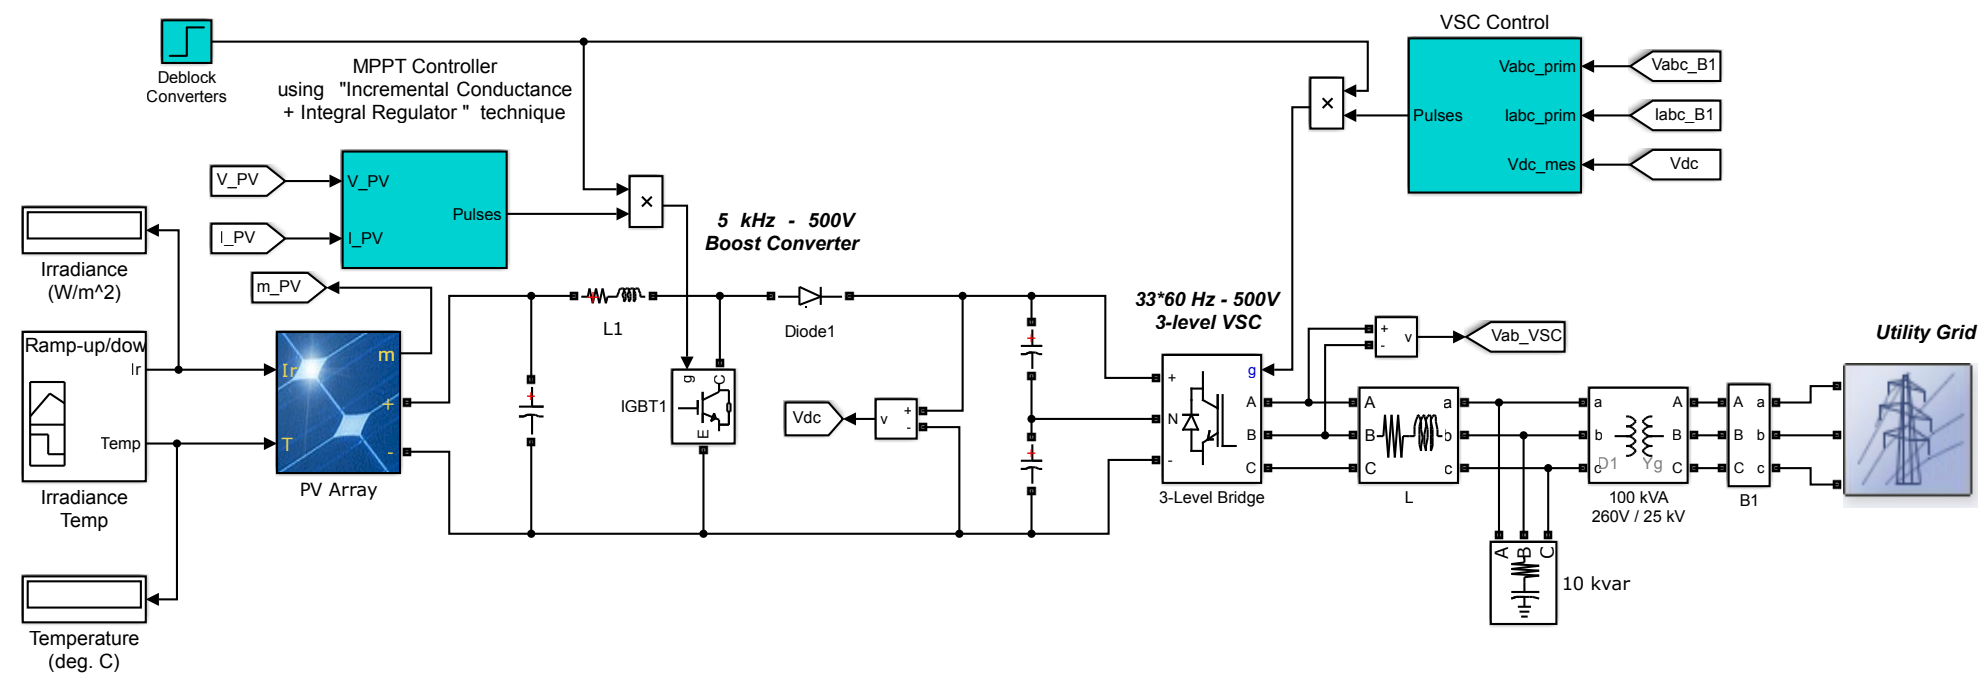 VSC Control
Deblock
Converters
MPPT Controller
using "Incremental Conductance
+ Integral Regulator " technique
Vabc_prim
Vabc_B1
Pulses
Iabc_prim
Iabc_B1
Vdc_mes
Vdc
×
V_PV
V_PV
Pulses
I_PV
I_PV
×
5 kHz - 500V
Boost Converter
Irradiance
(W/m^2)
m_PV
L1
Diode1
33*60 Hz - 500V
3-level VSC
+
-
v
Vab_VSC
Utility Grid
Ramp-up/dow
Ir
Temp
Irradiance
Temp
Ir
T
m
+
-
PV Array
+
g
C
E
IGBT1
Vdc
v
+
-
+
+
g
+
N
-
A
B
C
3-Level Bridge
A
B
C
a
b
c
L
a
b
c
D1
Yg
A
B
C
100 kVA
260V / 25 kV
A
B
C
a
b
c
B1
A
B
C
10 kvar
Temperature
(deg. C)